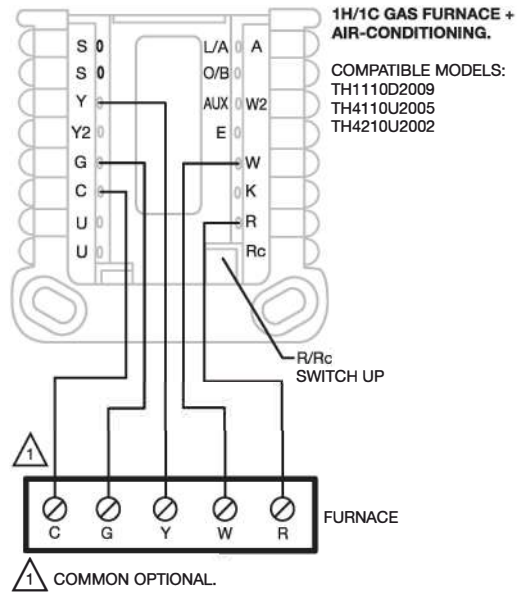 1H/1C GAS FURNACE +
AIR-CONDITIONING.
COMPATIBLE MODELS:
TH1110D2009
TH4110U2005
TH4210U2002
S L/A A
S O/B
Y AUX W2
Y2 E
G W
C K
U R
U Rc
R/Rc
SWITCH UP
1
C G Y W R
FURNACE
1 COMMON OPTIONAL.